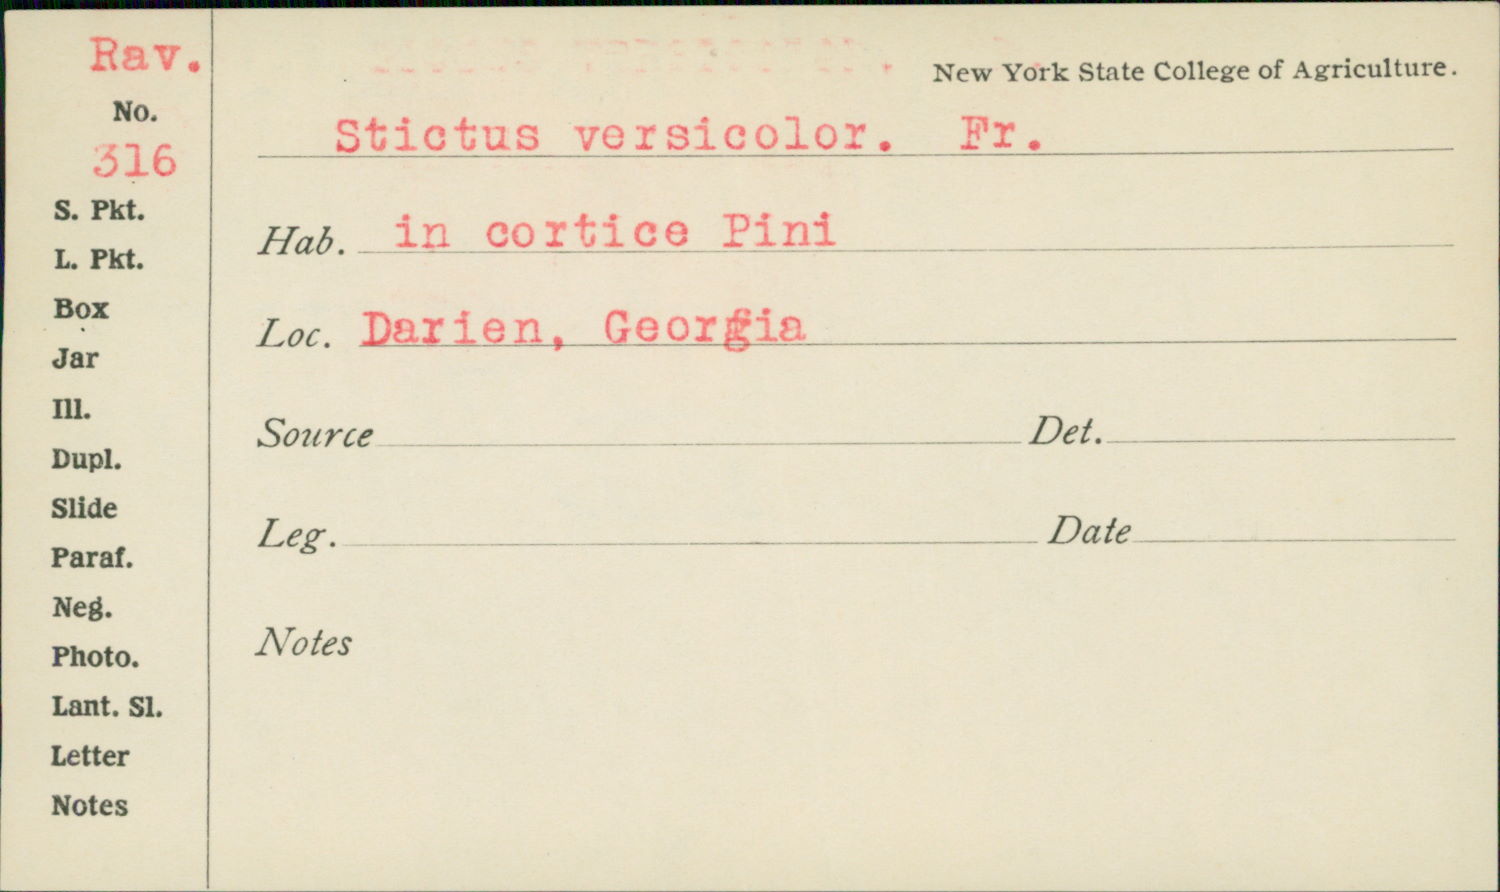 Rav.
No.
316
S. Pkt.
L. Pkt.
Box
Jar
Ill.
Dupl.
Slide
Paraf.
Neg.
Photo.
Lant. Sl.
Letter
Notes
New York State College of Agriculture.
Stictus versicolor. Fr.
Hab. in cortice Pini
Loc. Darien, Georgia
Source Det.
Leg. Date
Notes